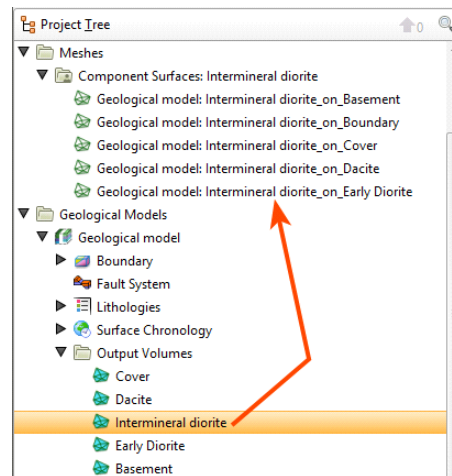 Project Tree 0
Meshes
Component Surfaces: Intermineral diorite
Geological model: Intermineral diorite_on_Basement
Geological model: Intermineral diorite_on_Boundary
Geological model: Intermineral diorite_on_Cover
Geological model: Intermineral diorite_on_Dacite
Geological model: Intermineral diorite_on_Early Diorite
Geological Models
Geological model
Boundary
Fault System
Lithologies
Surface Chronology
Output Volumes
Cover
Dacite
Intermineral diorite
Early Diorite
Basement